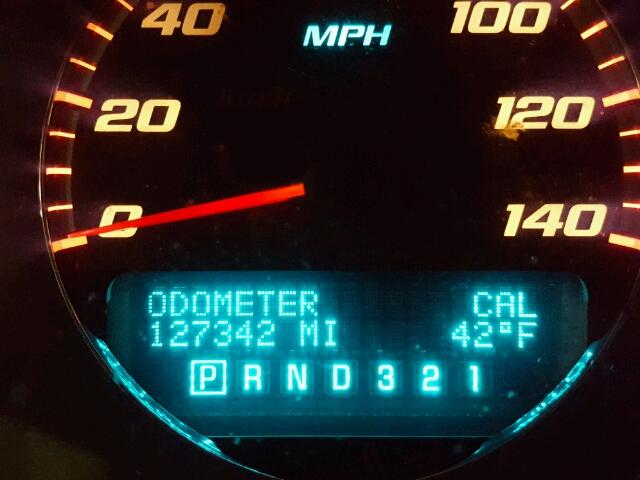 40 MPH 100
20 120
0 140
ODOMETER CAL
127342 MI 42°F
P R N D 3 2 1